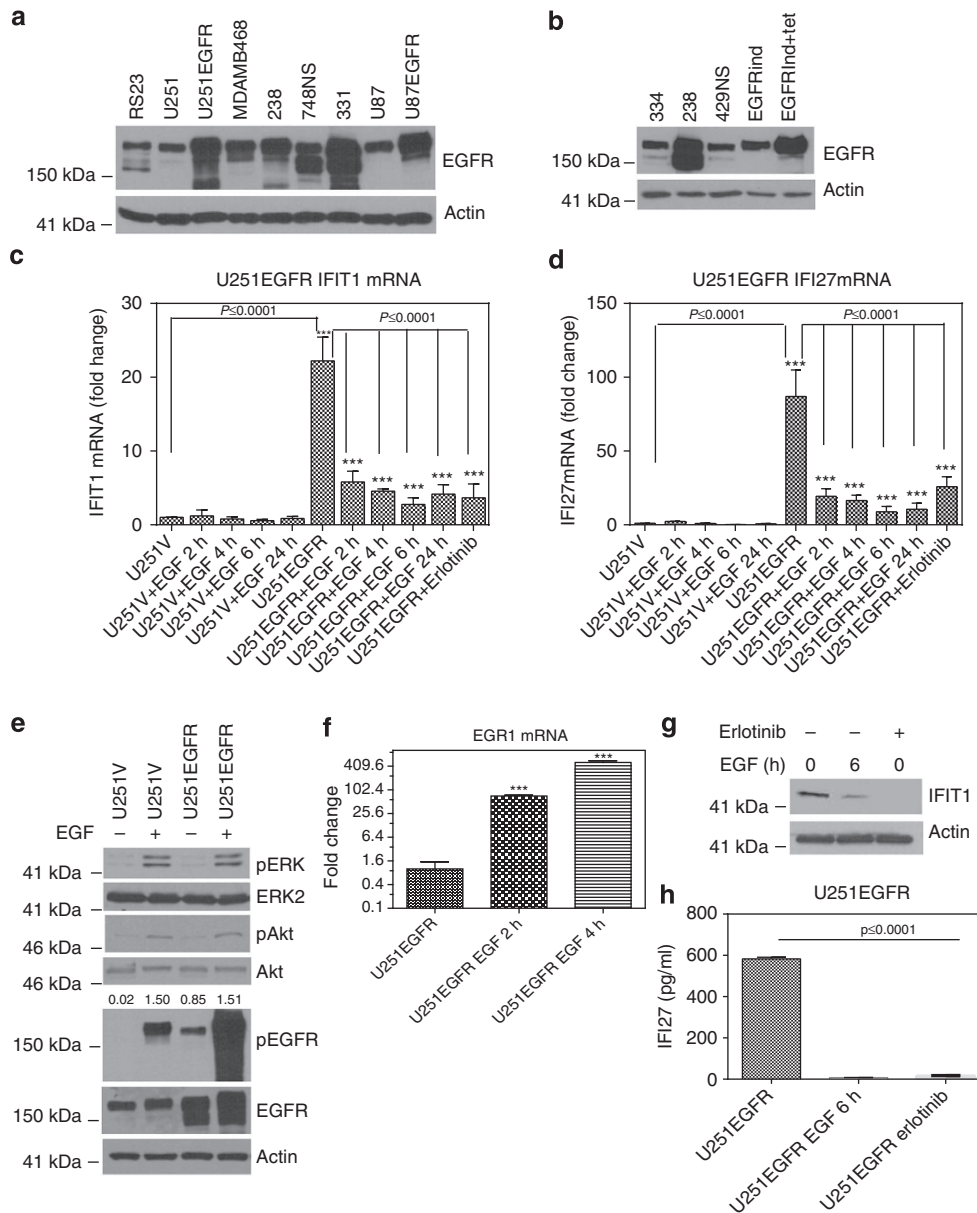 a
RS23
U251
U251EGFR
MDAMB468
238
748NS
331
U87
U87EGFR
150 kDa
EGFR
41 kDa
Actin
b
334
238
429NS
EGFRind
EGFRInd+tet
150 kDa
EGFR
41 kDa
Actin
c
U251EGFR IFIT1 mRNA
IFIT1 mRNA (fold hange)
30
20
10
0
P≤0.0001
P≤0.0001
***
*** *** *** *** ***
U251V
U251V+EGF 2 h
U251V+EGF 4 h
U251V+EGF 6 h
U251V+EGF 24 h
U251EGFR
U251EGFR+EGF 2 h
U251EGFR+EGF 4 h
U251EGFR+EGF 6 h
U251EGFR+EGF 24 h
U251EGFR+Erlotinib
d
U251EGFR IFI27mRNA
IFI27mRNA (fold change)
150
100
50
0
P≤0.0001
P≤0.0001
***
*** *** *** *** ***
U251V
U251V+EGF 2 h
U251V+EGF 4 h
U251V+EGF 6 h
U251V+EGF 24 h
U251EGFR
U251EGFR+EGF 2 h
U251EGFR+EGF 4 h
U251EGFR+EGF 6 h
U251EGFR+EGF 24 h
U251EGFR+Erlotinib
e
U251V
U251V
U251EGFR
U251EGFR
EGF – + – +
41 kDa
pERK
41 kDa
ERK2
46 kDa
pAkt
46 kDa
Akt
0.02 1.50 0.85 1.51
150 kDa
pEGFR
150 kDa
EGFR
41 kDa
Actin
f
EGR1 mRNA
Fold change
409.6
102.4
25.6
6.4
1.6
0.4
0.1
***
***
U251EGFR
U251EGFR EGF 2 h
U251EGFR EGF 4 h
g
Erlotinib – – +
EGF (h) 0 6 0
41 kDa
IFIT1
41 kDa
Actin
h
U251EGFR
IFI27 (pg/ml)
800
600
400
200
0
p≤0.0001
U251EGFR
U251EGFR EGF 6 h
U251EGFR erlotinib